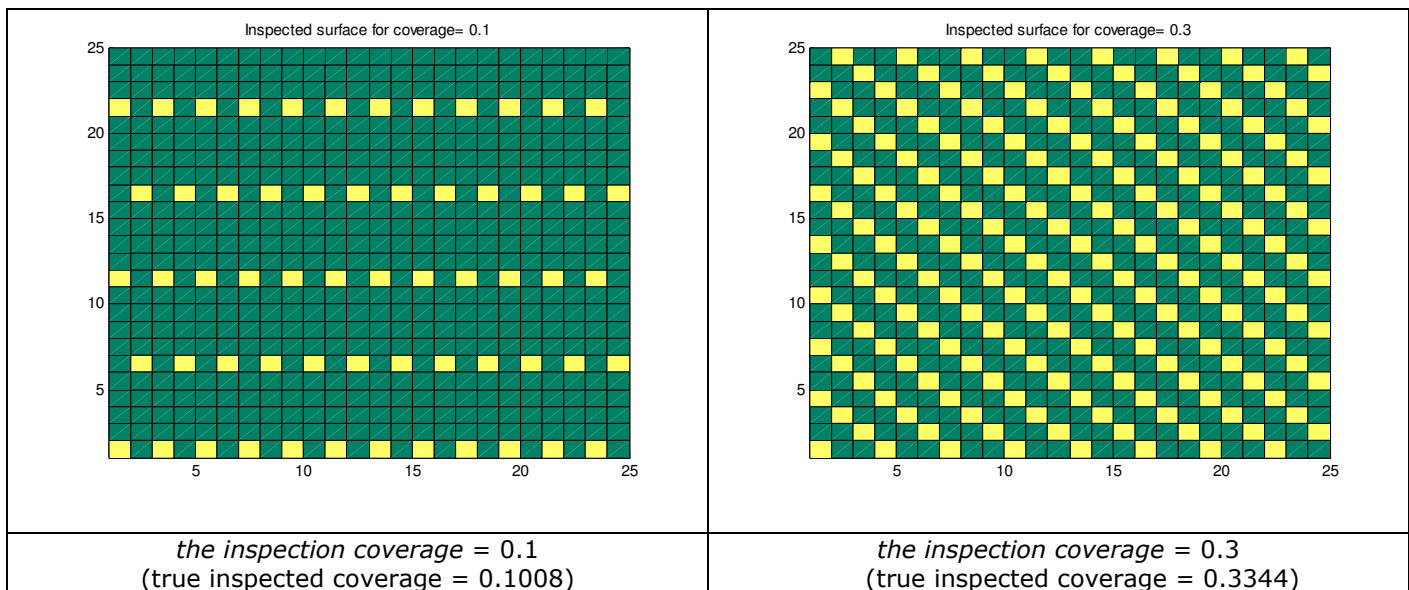 Inspected surface for coverage= 0.1
25
20
15
10
5
5 10 15 20 25
the inspection coverage = 0.1
(true inspected coverage = 0.1008)
Inspected surface for coverage= 0.3
25
20
15
10
5
5 10 15 20 25
the inspection coverage = 0.3
(true inspected coverage = 0.3344)